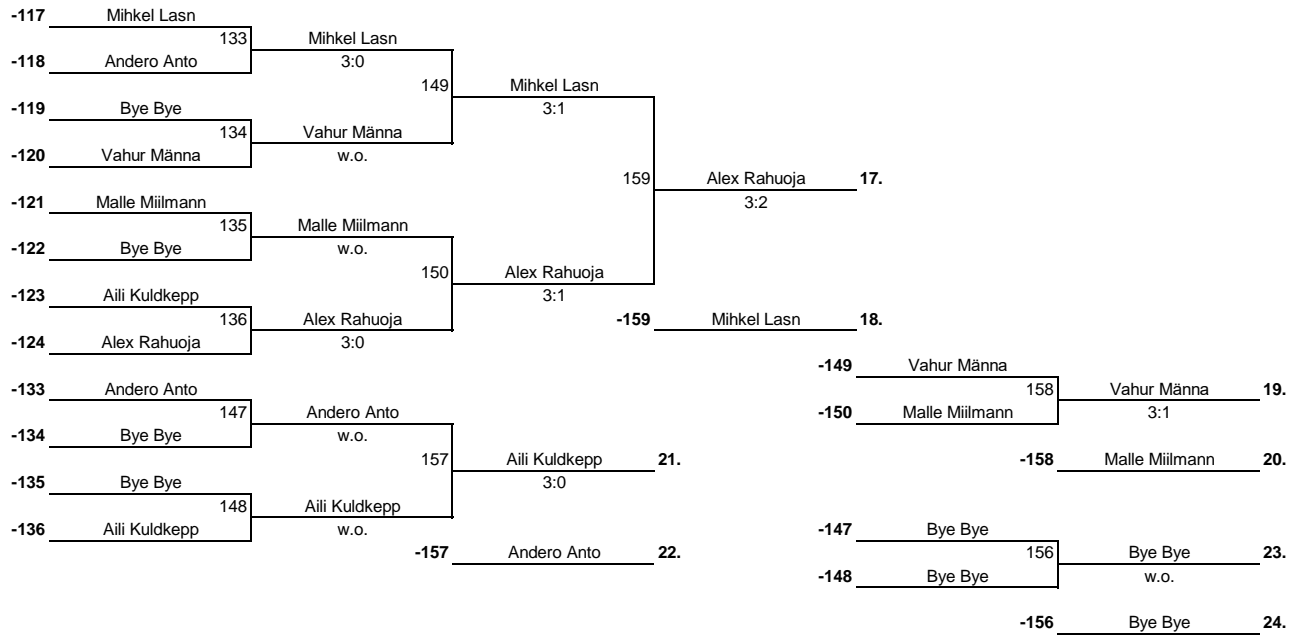 -117 Mihkel Lasn
133 Mihkel Lasn
-118 Andero Anto 3:0
149 Mihkel Lasn
-119 Bye Bye 3:1
134 Vahur Männa
-120 Vahur Männa w.o.
159 Alex Rahuoja 17.
-121 Malle Miilmann 3:2
135 Malle Miilmann
-122 Bye Bye w.o.
150 Alex Rahuoja
-123 Aili Kuldkepp 3:1
136 Alex Rahuoja -159 Mihkel Lasn 18.
-124 Alex Rahuoja 3:0
-149 Vahur Männa
-133 Andero Anto 158 Vahur Männa 19.
147 Andero Anto -150 Malle Miilmann 3:1
-134 Bye Bye w.o.
157 Aili Kuldkepp 21. -158 Malle Miilmann 20.
-135 Bye Bye 3:0
148 Aili Kuldkepp
-136 Aili Kuldkepp w.o. -147 Bye Bye
-157 Andero Anto 22. 156 Bye Bye 23.
-148 Bye Bye w.o.
-156 Bye Bye 24.